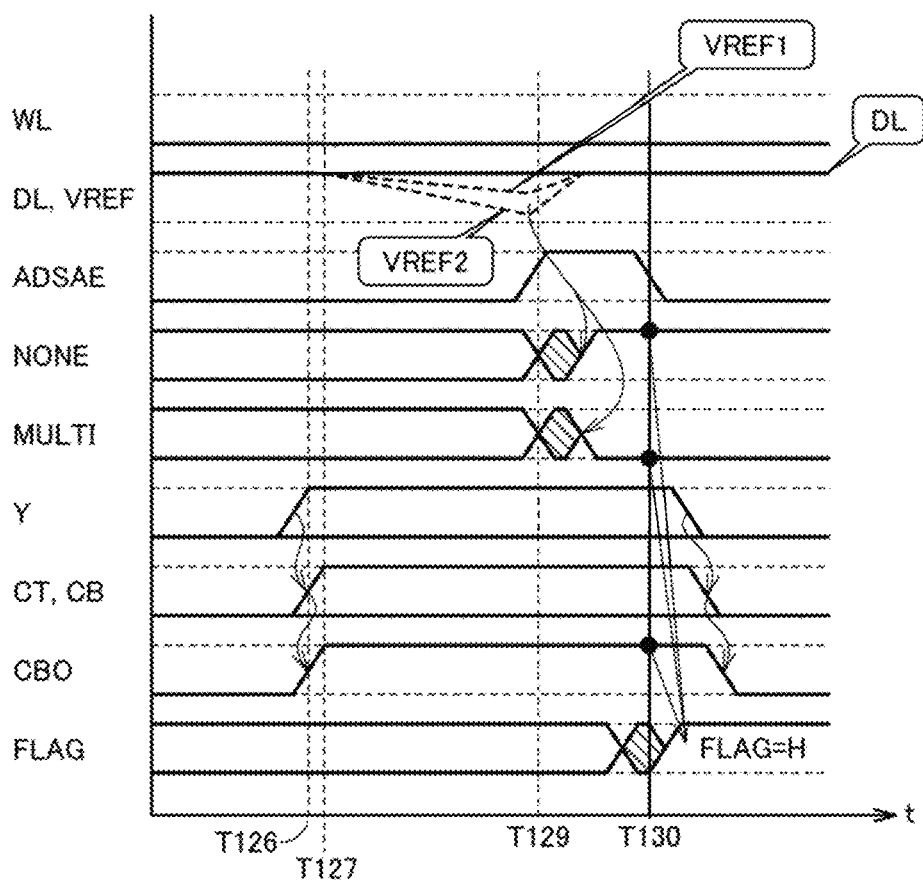 VREF1
WL
DL
DL, VREF
VREF2
ADSAE
NONE
MULTI
Y
CT, CB
CBO
FLAG
FLAG=H
t
T126
T127
T129
T130